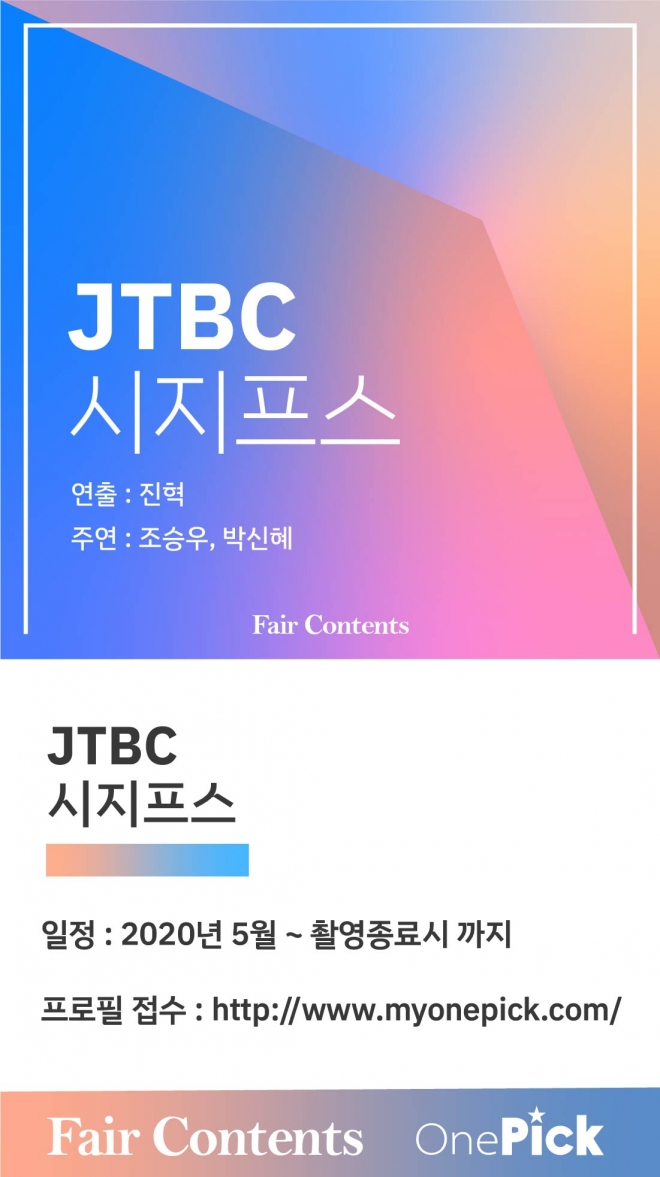 JTBC
시지프스
연출 : 진혁
주연 : 조승우, 박신혜
Fair Contents
JTBC
시지프스
일정 : 2020년 5월 ~ 촬영종료시 까지
프로필 접수 : http://www.myonepick.com/
Fair Contents
OnePick